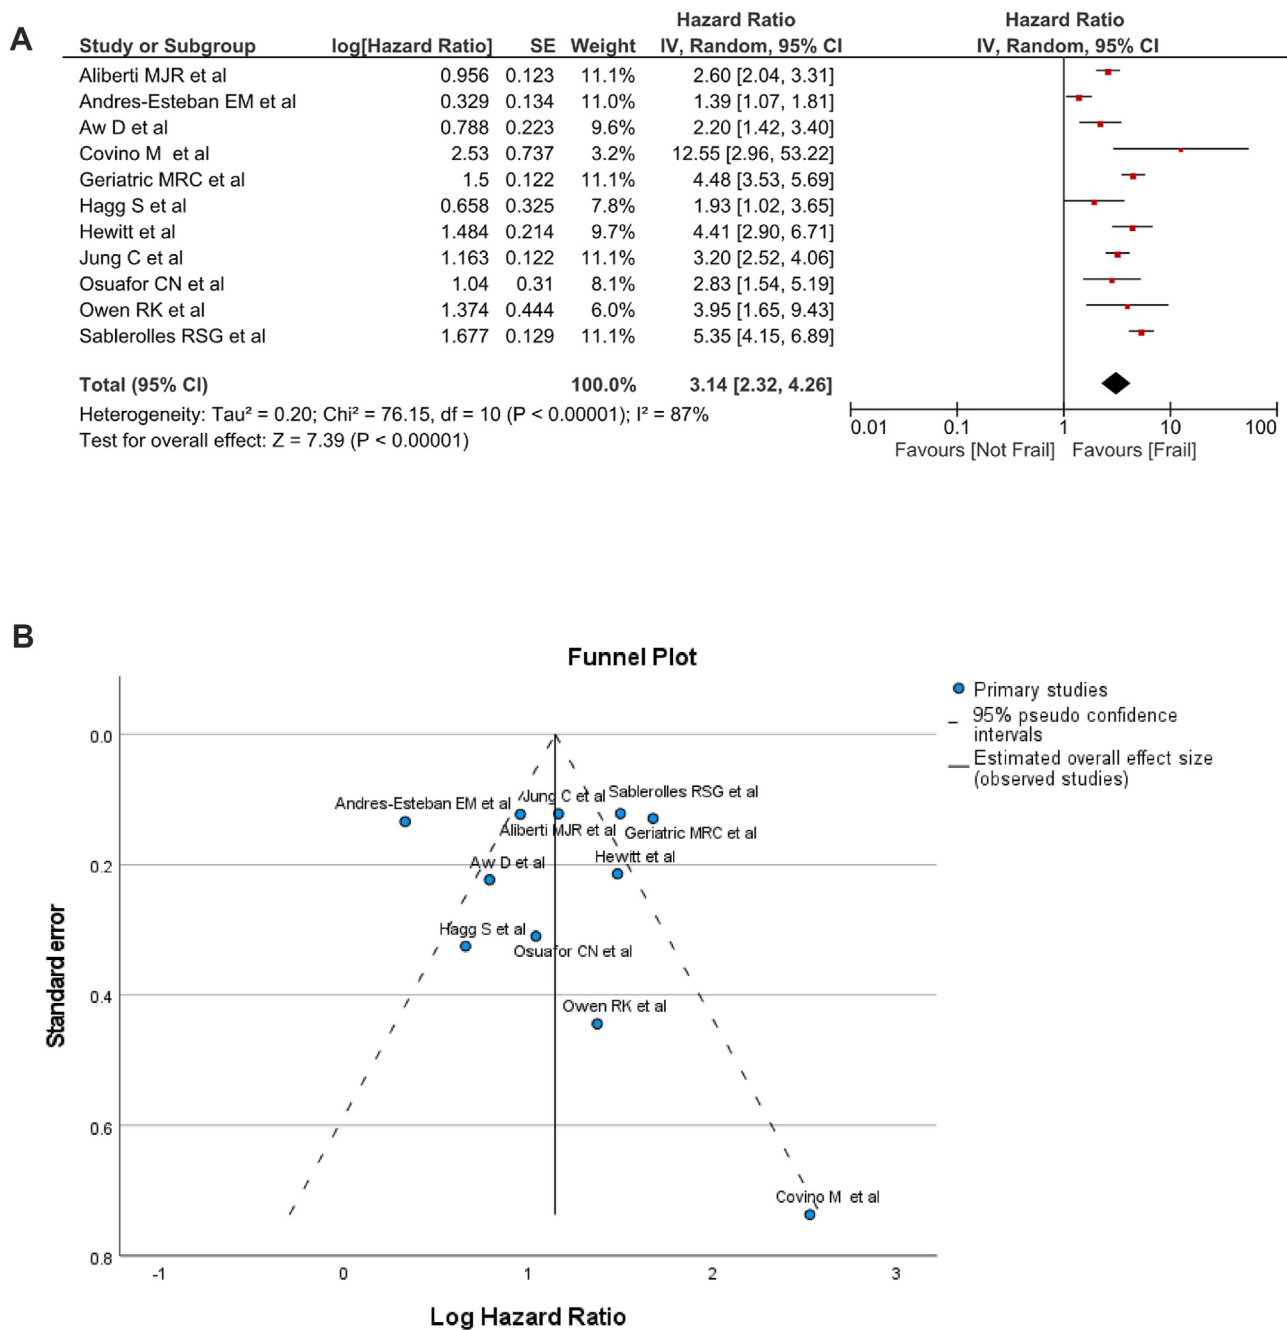 A
Hazard Ratio Hazard Ratio
Study or Subgroup log[Hazard Ratio] SE Weight IV, Random, 95% CI IV, Random, 95% CI
Aliberti MJR et al 0.956 0.123 11.1% 2.60 [2.04, 3.31]
Andres-Esteban EM et al 0.329 0.134 11.0% 1.39 [1.07, 1.81]
Aw D et al 0.788 0.223 9.6% 2.20 [1.42, 3.40]
Covino M et al 2.53 0.737 3.2% 12.55 [2.96, 53.22]
Geriatric MRC et al 1.5 0.122 11.1% 4.48 [3.53, 5.69]
Hagg S et al 0.658 0.325 7.8% 1.93 [1.02, 3.65]
Hewitt et al 1.484 0.214 9.7% 4.41 [2.90, 6.71]
Jung C et al 1.163 0.122 11.1% 3.20 [2.52, 4.06]
Osuafor CN et al 1.04 0.31 8.1% 2.83 [1.54, 5.19]
Owen RK et al 1.374 0.444 6.0% 3.95 [1.65, 9.43]
Sablerolles RSG et al 1.677 0.129 11.1% 5.35 [4.15, 6.89]
Total (95% CI) 100.0% 3.14 [2.32, 4.26]
Heterogeneity: Tau² = 0.20; Chi² = 76.15, df = 10 (P < 0.00001); I² = 87%
Test for overall effect: Z = 7.39 (P < 0.00001)
0.01 0.1 1 10 100
Favours [Not Frail] Favours [Frail]
B
Funnel Plot
Primary studies
95% pseudo confidence
intervals
Estimated overall effect size
(observed studies)
0.0
Jung C et al Sablerolles RSG et al
Andres-Esteban EM et al
Aliberti MJR et al Geriatric MRC et al
Aw D et al Hewitt et al
0.2
Hagg S et al
Osuafor CN et al
0.4
Owen RK et al
0.6
Covino M et al
0.8
Standard error
-1 0 1 2 3
Log Hazard Ratio